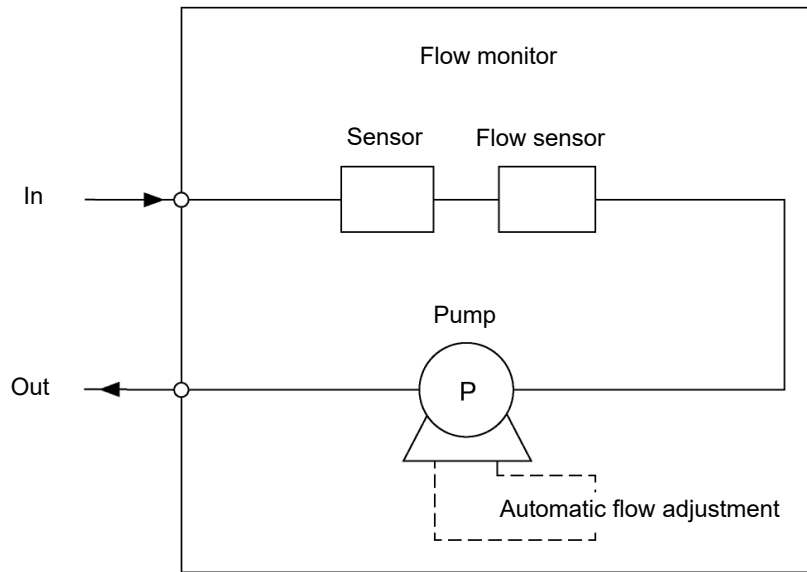 Flow monitor
Sensor
Flow sensor
In
Pump
Out
P
Automatic flow adjustment